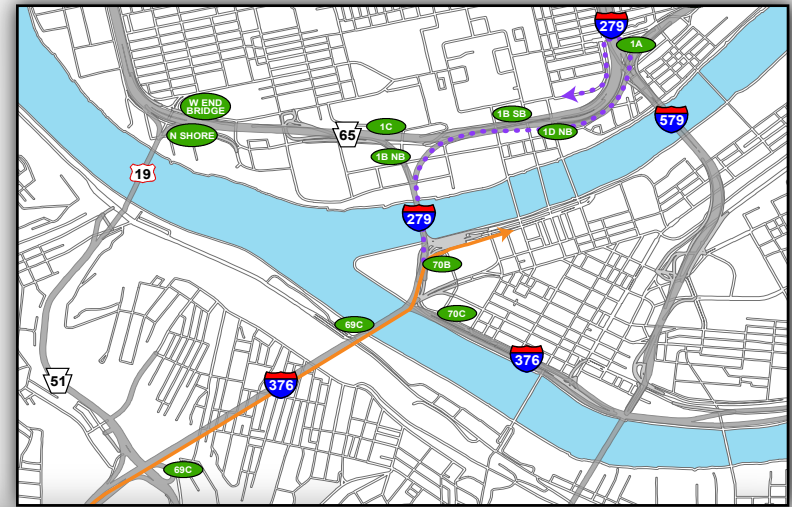 279
1A
W END
BRIDGE
1B SB
579
1C
65
N SHORE
1D NB
1B NB
19
279
70B
70C
69C
376
376
51
69C